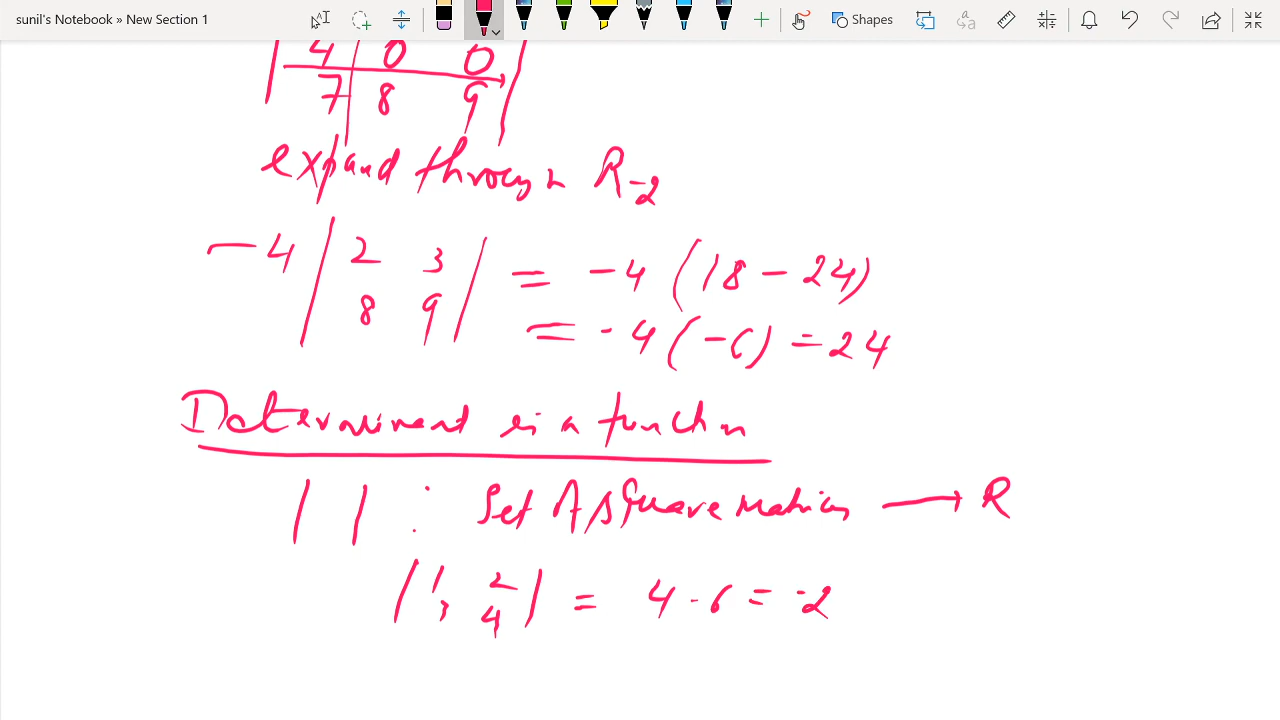 sunil's Notebook » New Section 1
Shapes
4 0 0
7 8 9
expand through R-2
-4 | 2 3 | = -4 (18 - 24)
8 9 = -4 (-6) = 24
Determinant is a function
| | : Set of square matrices → R
| 1 2 | = 4 - 6 = -2
3 4